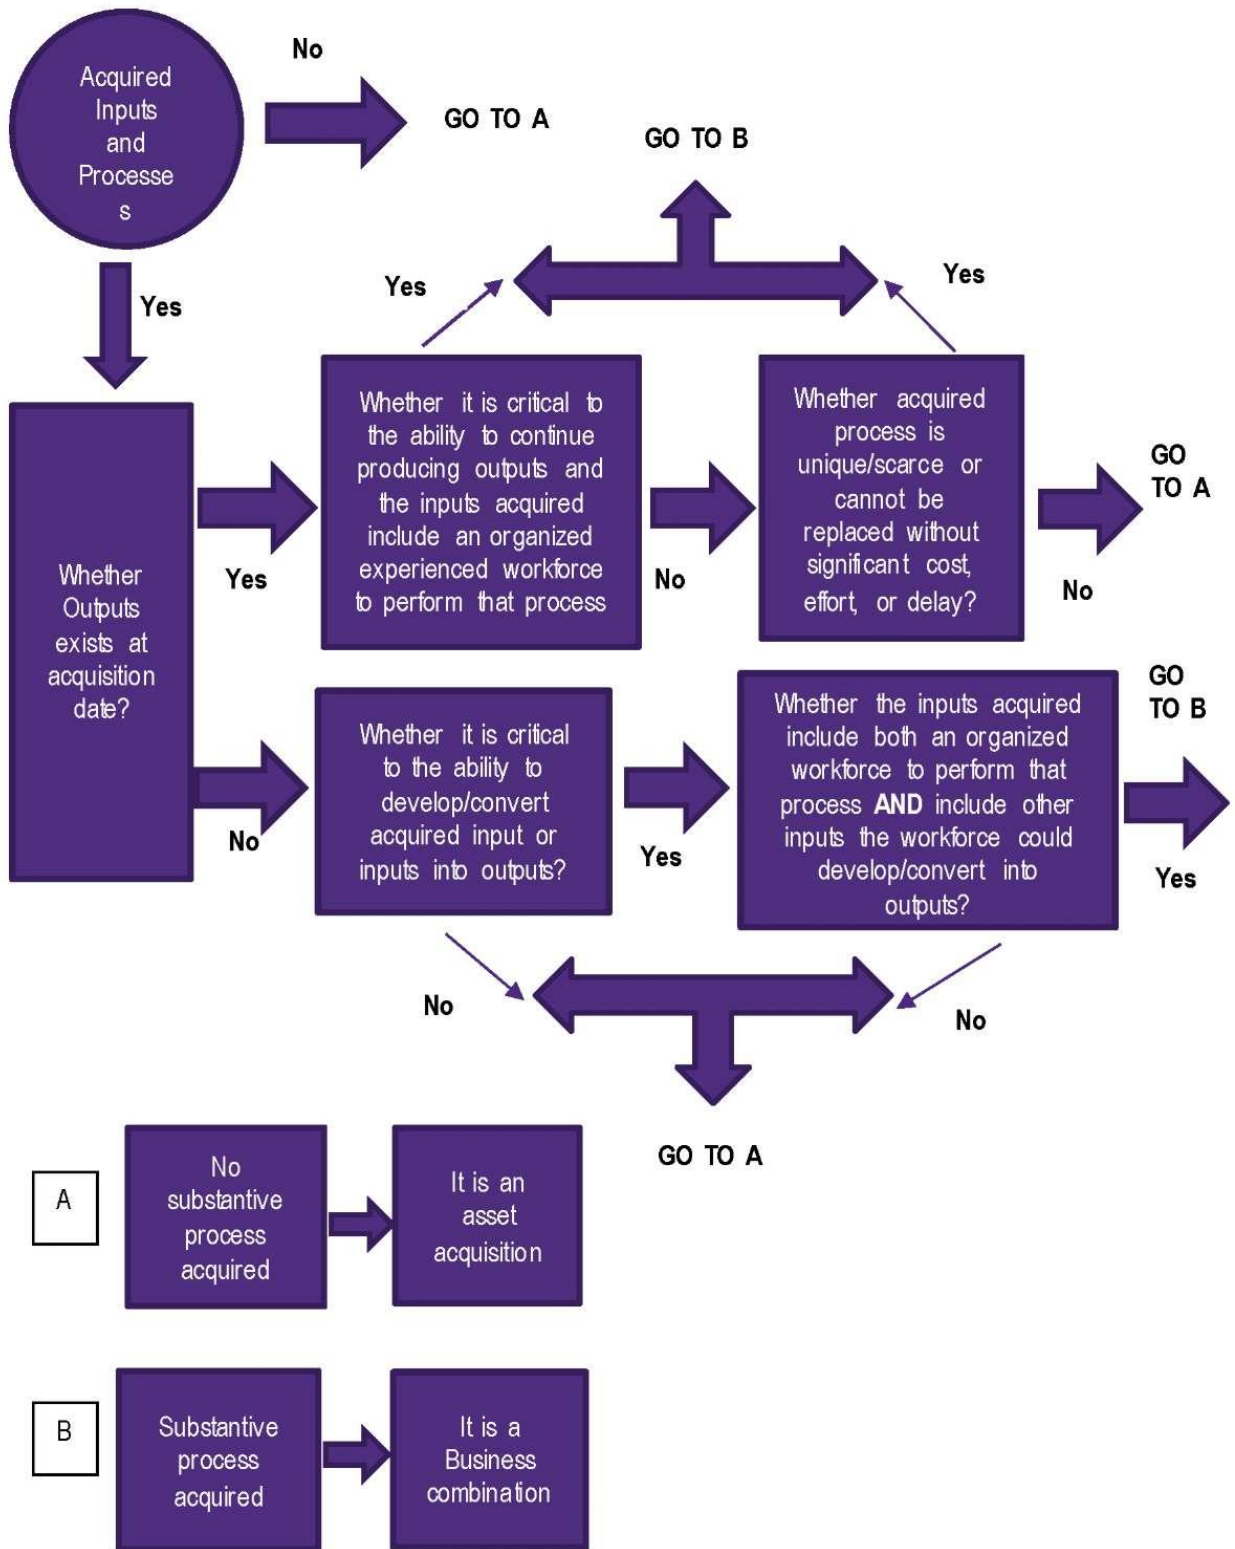 Acquired
Inputs
and
Processe
s
No
GO TO A
GO TO B
Yes
Yes
Yes
Whether it is critical to
the ability to continue
producing outputs and
the inputs acquired
include an organized
experienced workforce
to perform that process
Whether acquired
process is
unique/scarce or
cannot be
replaced without
significant cost,
effort, or delay?
GO
TO A
Yes
No
No
Whether
Outputs
exists at
acquisition
date?
Whether it is critical
to the ability to
develop/convert
acquired input or
inputs into outputs?
Whether the inputs acquired
include both an organized
workforce to perform that
process AND include other
inputs the workforce could
develop/convert into
outputs?
GO
TO B
No
Yes
Yes
No
No
GO TO A
A
No
substantive
process
acquired
It is an
asset
acquisition
B
Substantive
process
acquired
It is a
Business
combination